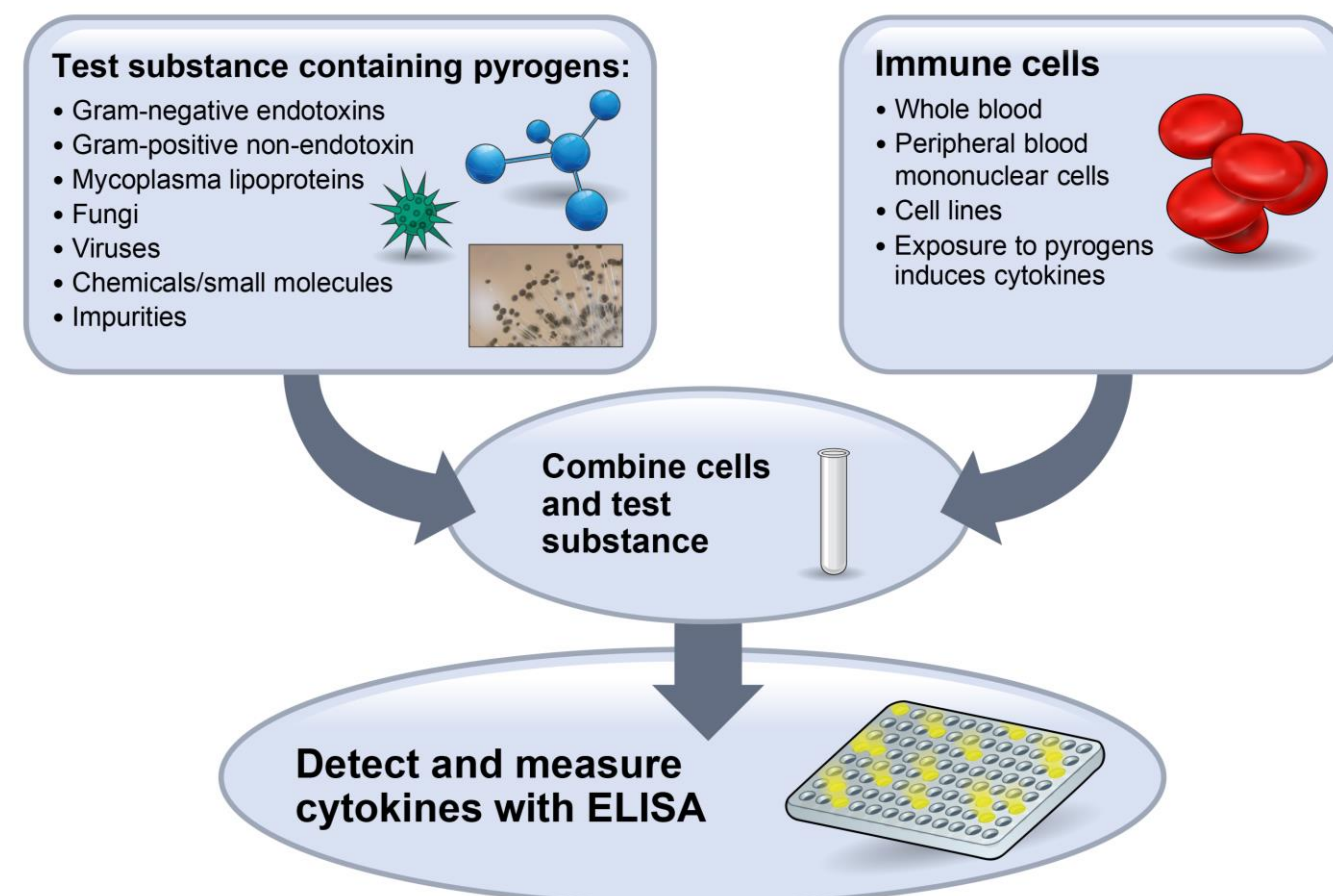 Test substance containing pyrogens:
• Gram-negative endotoxins
• Gram-positive non-endotoxin
• Mycoplasma lipoproteins
• Fungi
• Viruses
• Chemicals/small molecules
• Impurities
Immune cells
• Whole blood
• Peripheral blood
mononuclear cells
• Cell lines
• Exposure to pyrogens
induces cytokines
Combine cells
and test
substance
Detect and measure
cytokines with ELISA